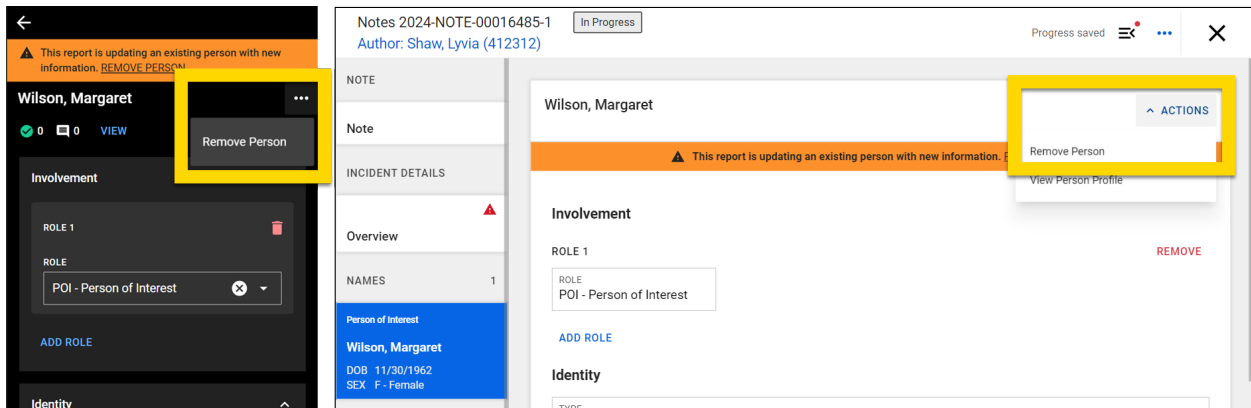 This report is updating an existing person with new
information. REMOVE PERSON
Wilson, Margaret
0 0 VIEW
Remove Person
Involvement
ROLE 1
ROLE
POI - Person of Interest
ADD ROLE
Identity
Notes 2024-NOTE-00016485-1 In Progress
Author: Shaw, Lyvia (412312)
Progress saved
NOTE
Note
INCIDENT DETAILS
Overview
NAMES 1
Person of Interest
Wilson, Margaret
DOB 11/30/1962
SEX F - Female
Wilson, Margaret
ACTIONS
Remove Person
View Person Profile
This report is updating an existing person with new information.
Involvement
ROLE 1 REMOVE
ROLE
POI - Person of Interest
ADD ROLE
Identity
TYPE